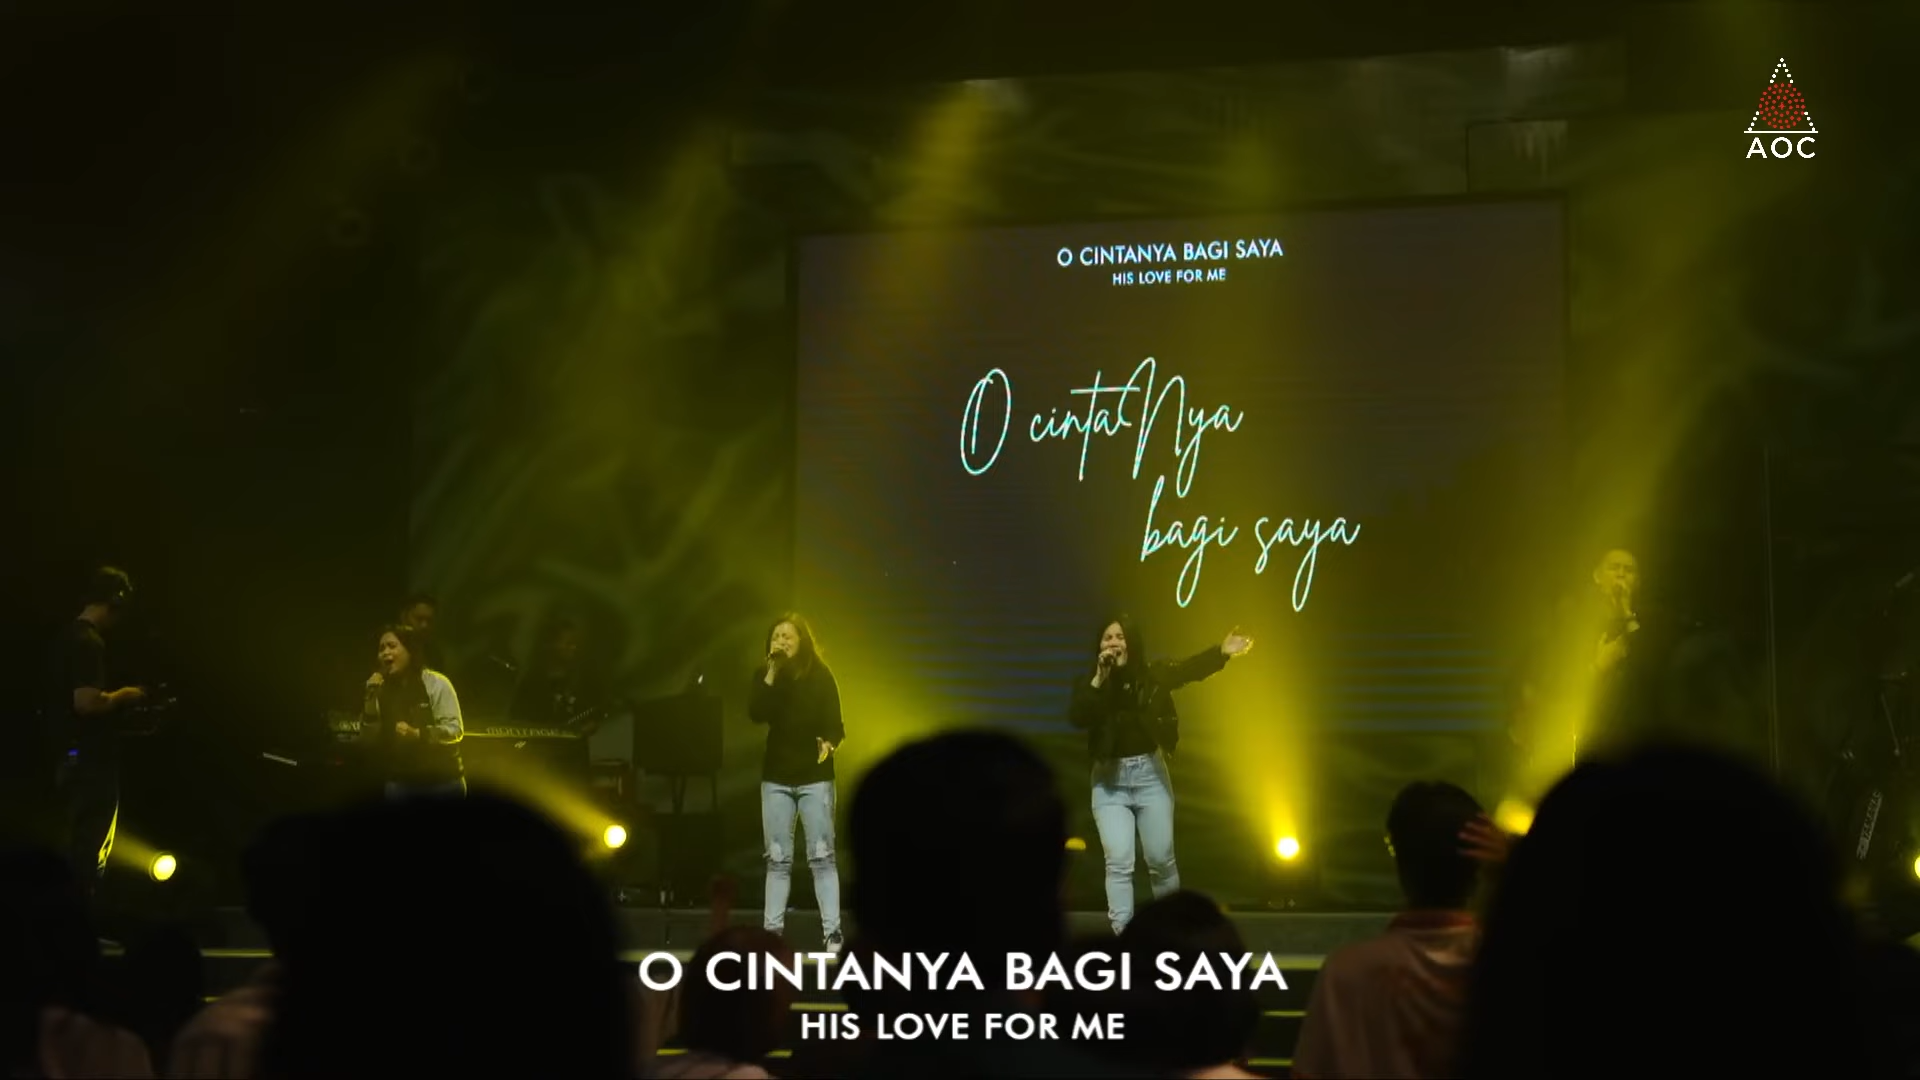 AOC
O CINTANYA BAGI SAYA
HIS LOVE FOR ME
O cintaNya
bagi saya
O CINTANYA BAGI SAYA
HIS LOVE FOR ME